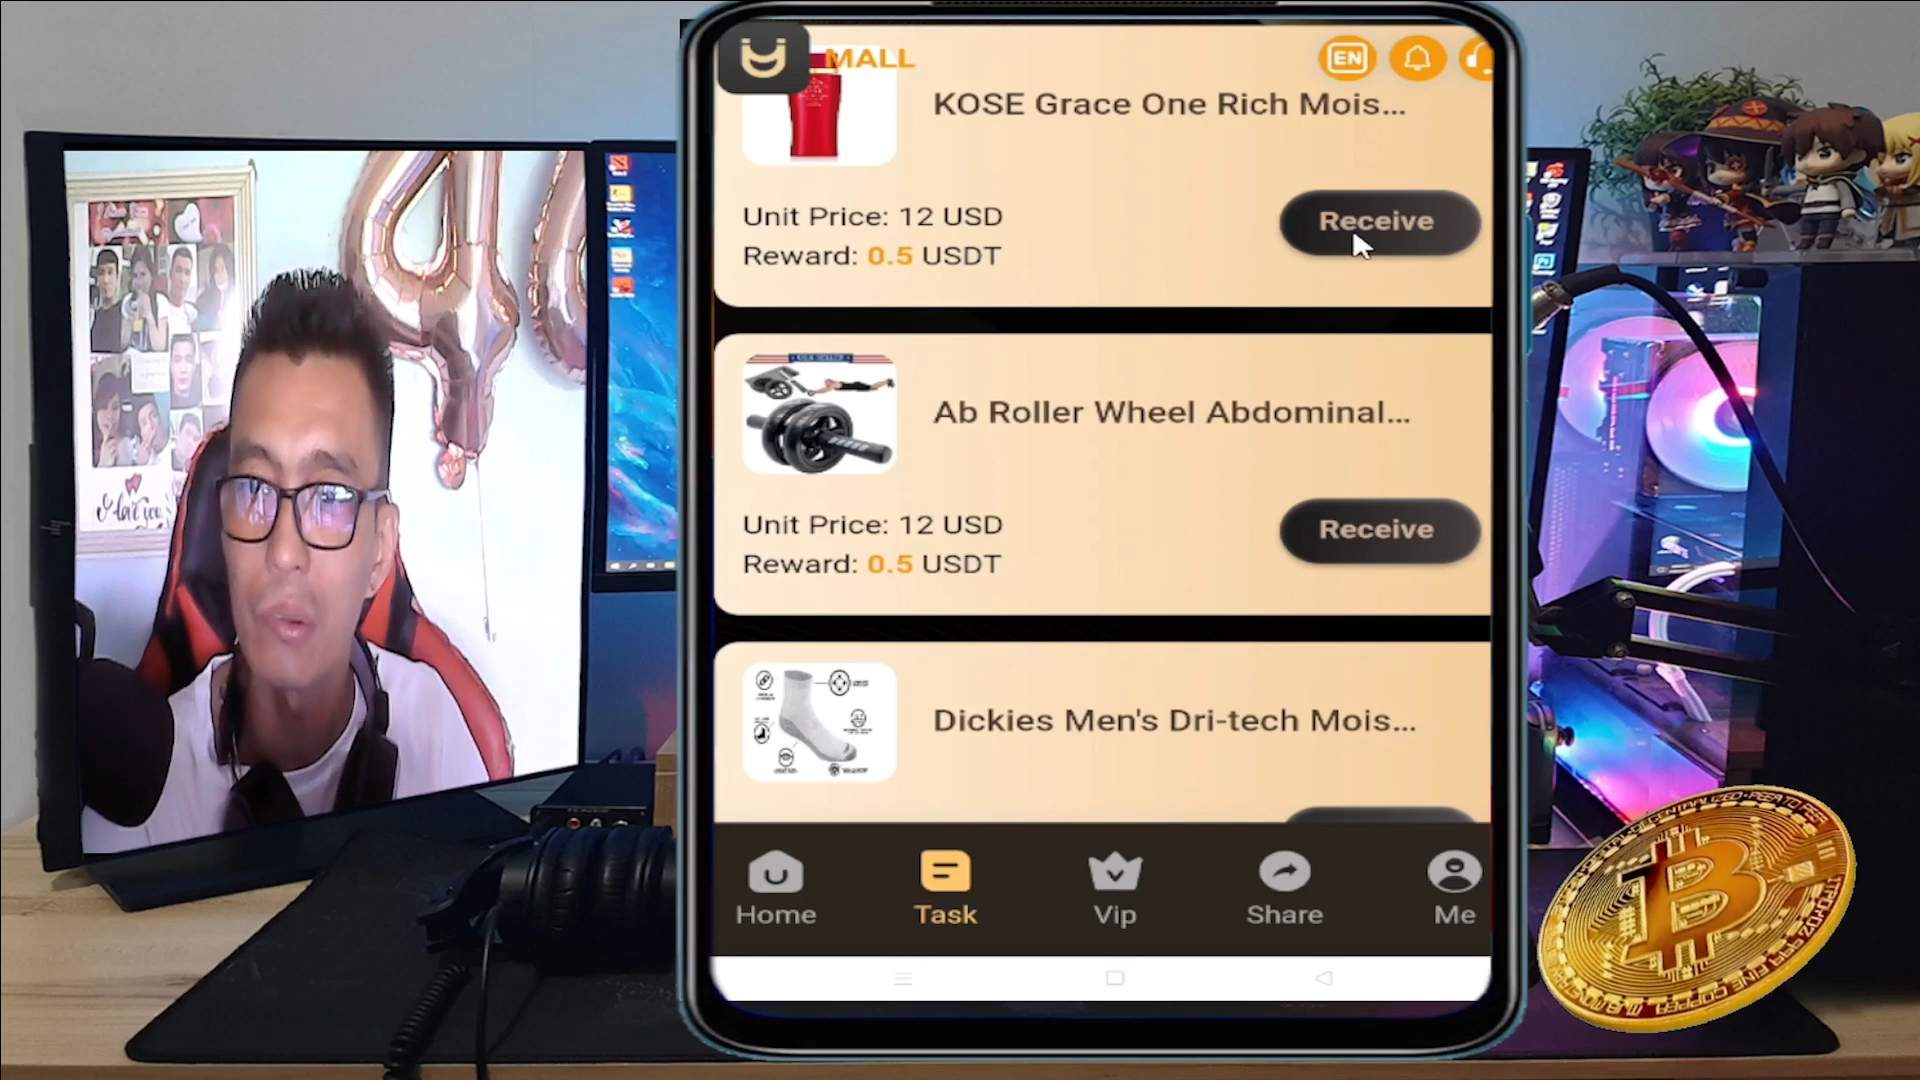 MALL
EN
KOSE Grace One Rich Mois...
Unit Price: 12 USD
Reward: 0.5 USDT
Receive
Ab Roller Wheel Abdominal...
Unit Price: 12 USD
Reward: 0.5 USDT
Receive
Dickies Men's Dri-tech Mois...
Home
Task
Vip
Share
Me
I love you